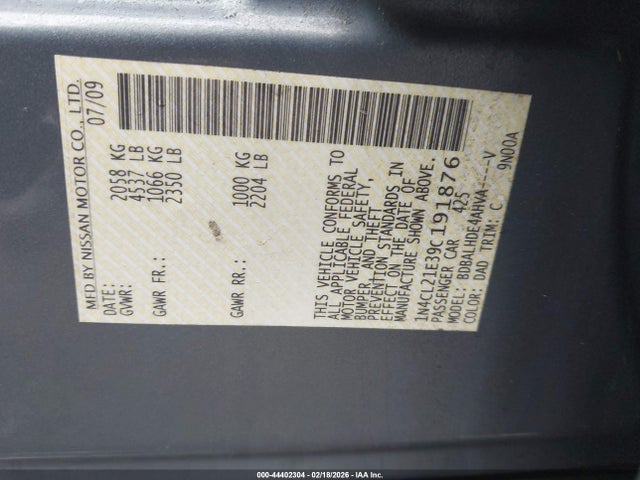 MFD BY NISSAN MOTOR CO., LTD.
DATE: 07/09
GVWR: 2058 KG
4537 LB
GAWR FR: 1066 KG
2350 LB
GAWR RR: 1000 KG
2204 LB
THIS VEHICLE CONFORMS TO
ALL APPLICABLE FEDERAL
MOTOR VEHICLE SAFETY,
BUMPER, AND THEFT
PREVENTION STANDARDS IN
EFFECT ON THE DATE OF
MANUFACTURE SHOWN ABOVE.
1N4CL21E39C191876
PASSENGER CAR 425
MODEL: BDBALHDE4AHVA----V
COLOR: DAD TRIM: C 9N00A
000-44402304 | 02/18/2026 - IAA Inc.